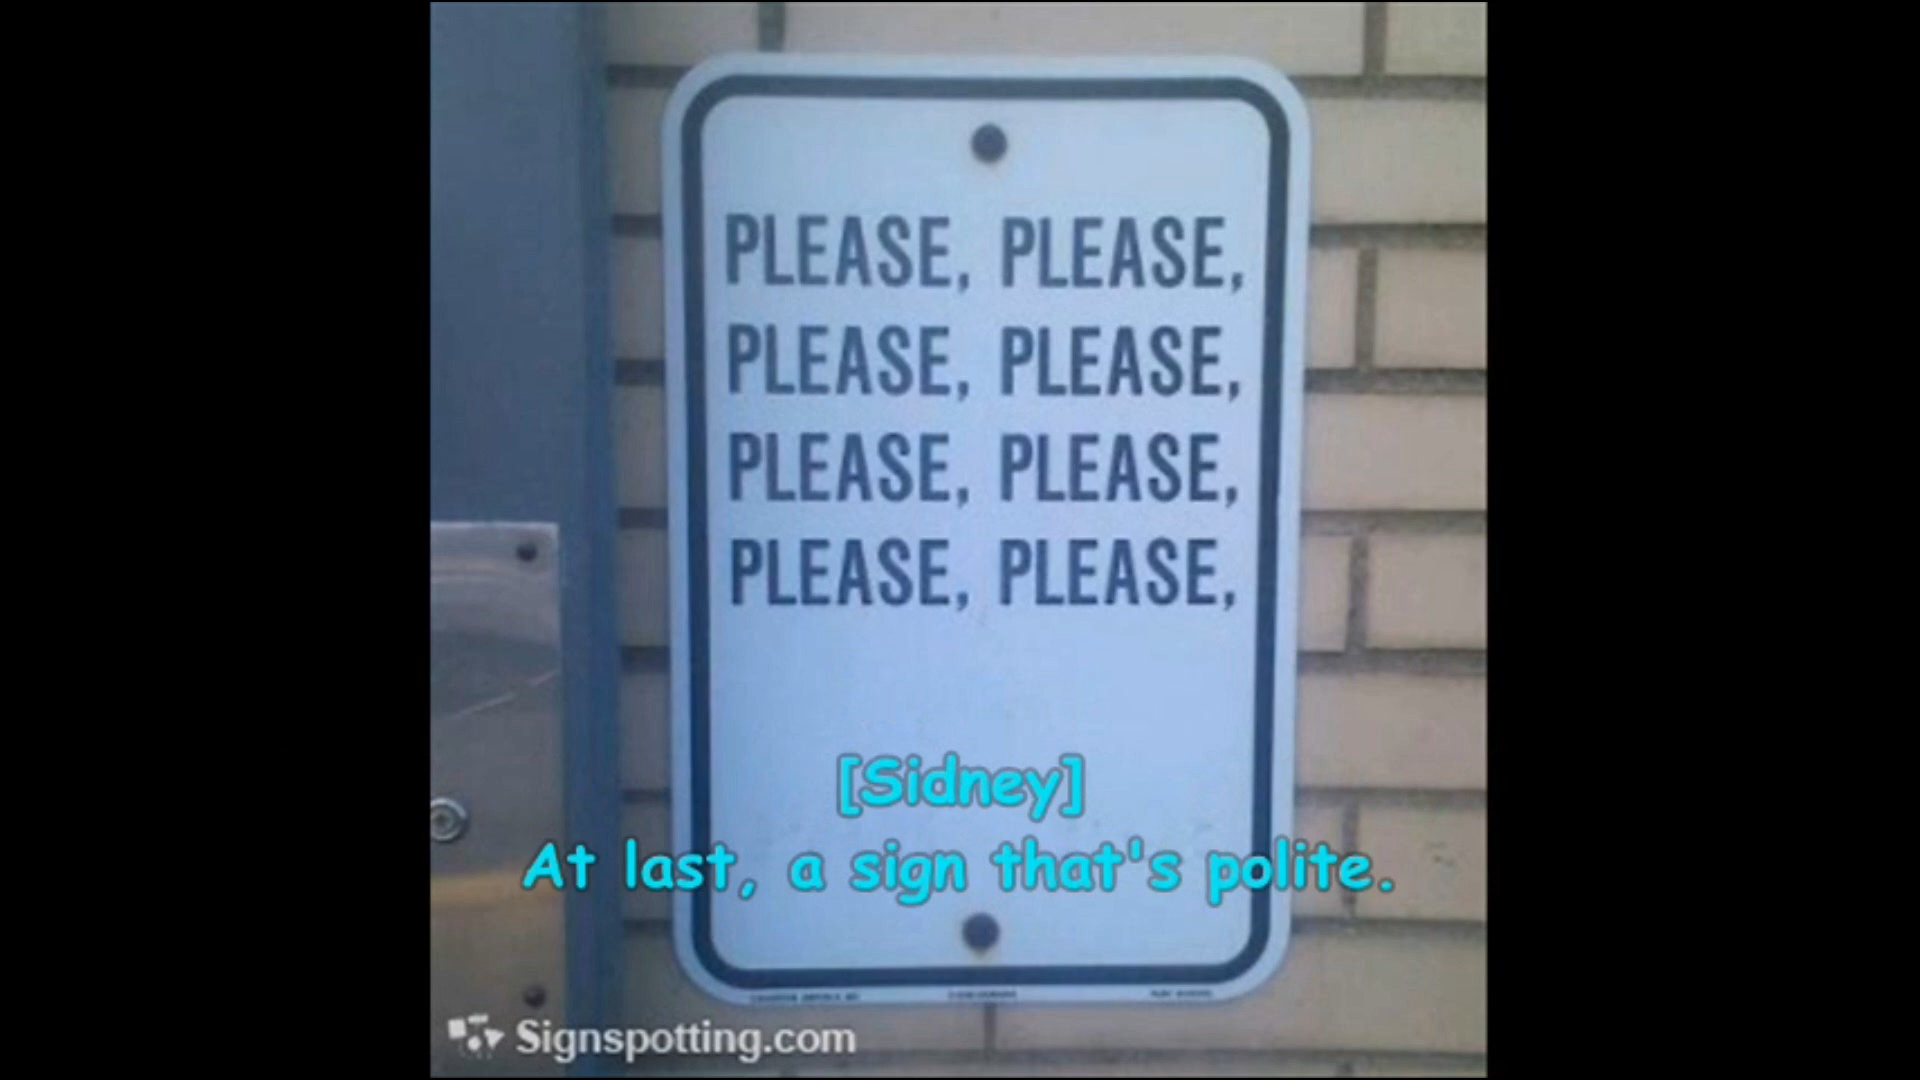 PLEASE, PLEASE,
PLEASE, PLEASE,
PLEASE, PLEASE,
PLEASE, PLEASE,
[Sidney]
At last, a sign that's polite.
Signspotting.com